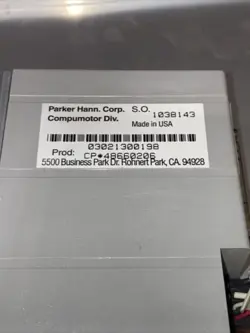 Parker Hann. Corp. S.O. 1038143
Compumotor Div. Made in USA
03021300198
Prod: CP*48660206
5500 Business Park Dr. Rohnert Park, CA. 94928